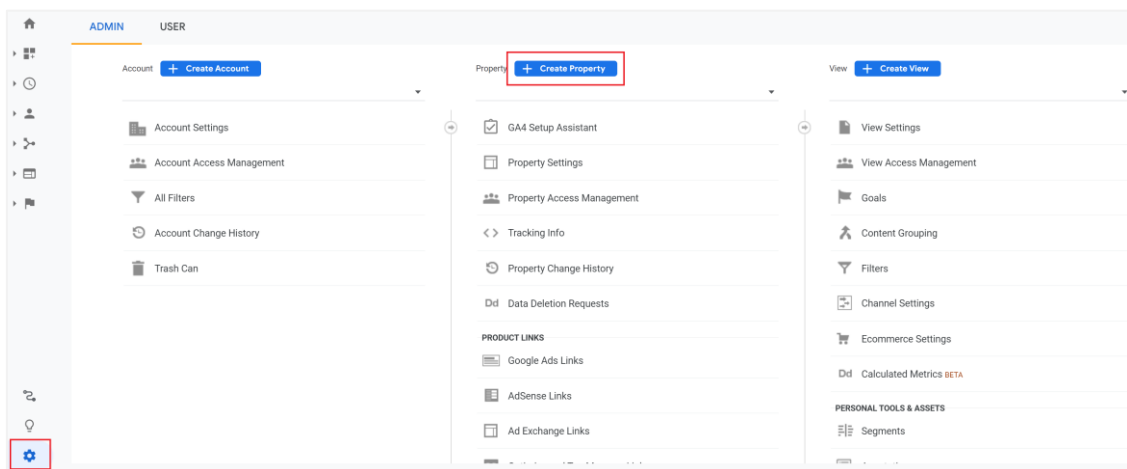 ADMIN USER
Account + Create Account
Account Settings
Account Access Management
All Filters
Account Change History
Trash Can
Property + Create Property
GA4 Setup Assistant
Property Settings
Property Access Management
Tracking Info
Property Change History
Dd Data Deletion Requests
PRODUCT LINKS
Google Ads Links
AdSense Links
Ad Exchange Links
View + Create View
View Settings
View Access Management
Goals
Content Grouping
Filters
Channel Settings
Ecommerce Settings
Dd Calculated Metrics BETA
PERSONAL TOOLS & ASSETS
Segments